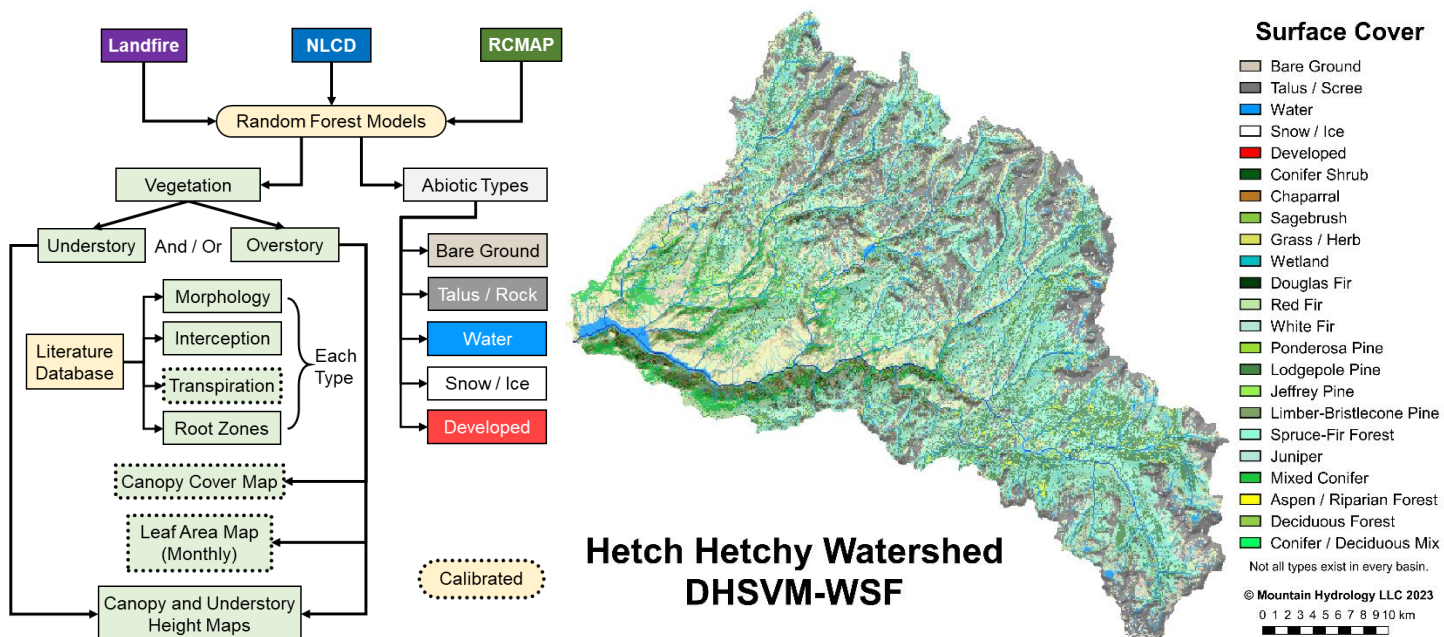 Landfire
NLCD
RCMAP
Random Forest Models
Vegetation
Abiotic Types
Understory
And / Or
Overstory
Bare Ground
Talus / Rock
Water
Snow / Ice
Developed
Literature
Database
Morphology
Interception
Transpiration
Root Zones
Each
Type
Canopy Cover Map
Leaf Area Map
(Monthly)
Canopy and Understory
Height Maps
Calibrated
Hetch Hetchy Watershed
DHSVM-WSF
Surface Cover
Bare Ground
Talus / Scree
Water
Snow / Ice
Developed
Conifer Shrub
Chaparral
Sagebrush
Grass / Herb
Wetland
Douglas Fir
Red Fir
White Fir
Ponderosa Pine
Lodgepole Pine
Jeffrey Pine
Limber-Bristlecone Pine
Spruce-Fir Forest
Juniper
Mixed Conifer
Aspen / Riparian Forest
Deciduous Forest
Conifer / Deciduous Mix
Not all types exist in every basin.
© Mountain Hydrology LLC 2023
0 1 2 3 4 5 6 7 8 9 10 km